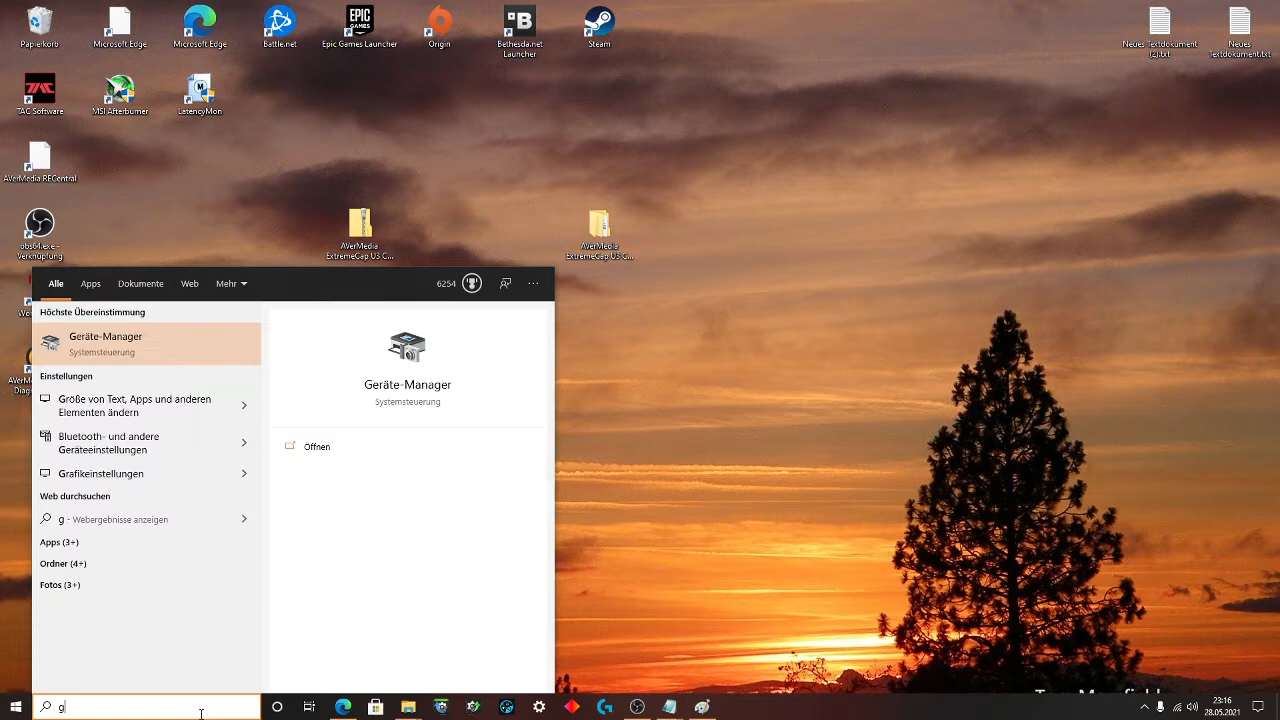 Papierkorb
Microsoft Edge
Microsoft Edge
Battle.net
Epic Games Launcher
Origin
Bethesda.net
Launcher
Steam
Neues Textdokument
(2).txt
Neues
Textdokument.txt
TAC Software
MSI Afterburner
LatencyMon
AVerMedia RECentral
obs64.exe -
Verknüpfung
AVerMedia
ExtremeCap U3 C...
AVerMedia
ExtremeCap U3 C...
Alle
Apps
Dokumente
Web
Mehr
6254
Höchste Übereinstimmung
Geräte-Manager
Systemsteuerung
Geräte-Manager
Systemsteuerung
Öffnen
Einstellungen
Größe von Text, Apps und anderen
Elementen ändern
Bluetooth- und andere
Geräteeinstellungen
Grafikeinstellungen
Web durchsuchen
g - Webergebnisse anzeigen
Apps (3+)
Ordner (4+)
Fotos (3+)
g
23:16
28.05.2021